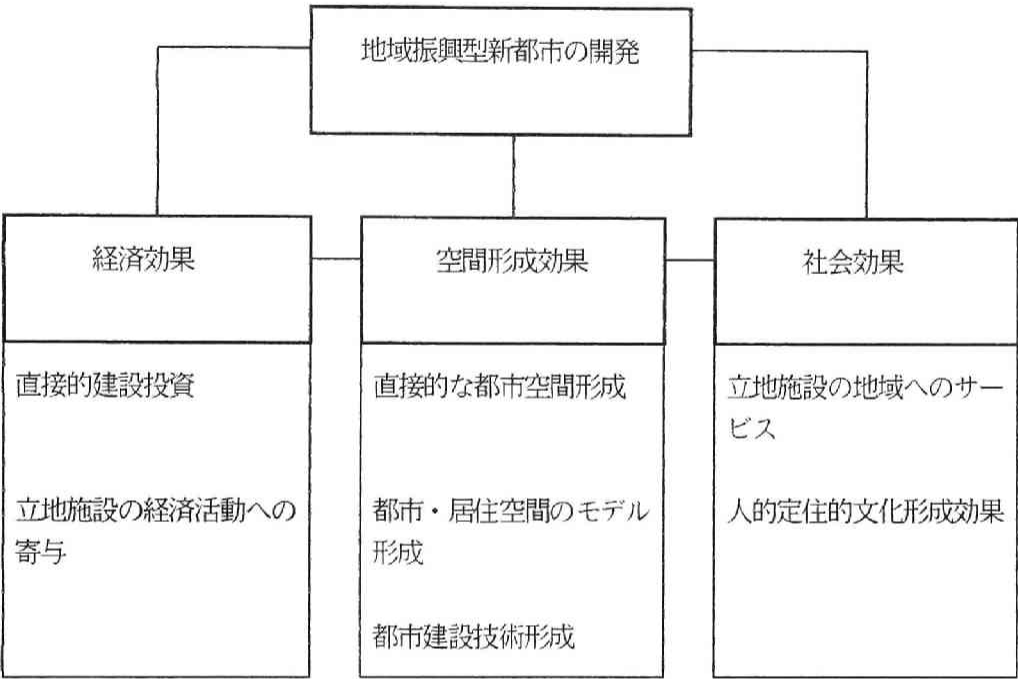 地域振興型新都市の開発
経済効果
空間形成効果
社会効果
直接的建設投資
立地施設の経済活動への
寄与
直接的な都市空間形成
都市・居住空間のモデル
形成
都市建設技術形成
立地施設の地域へのサー
ビス
人的定住的文化形成効果